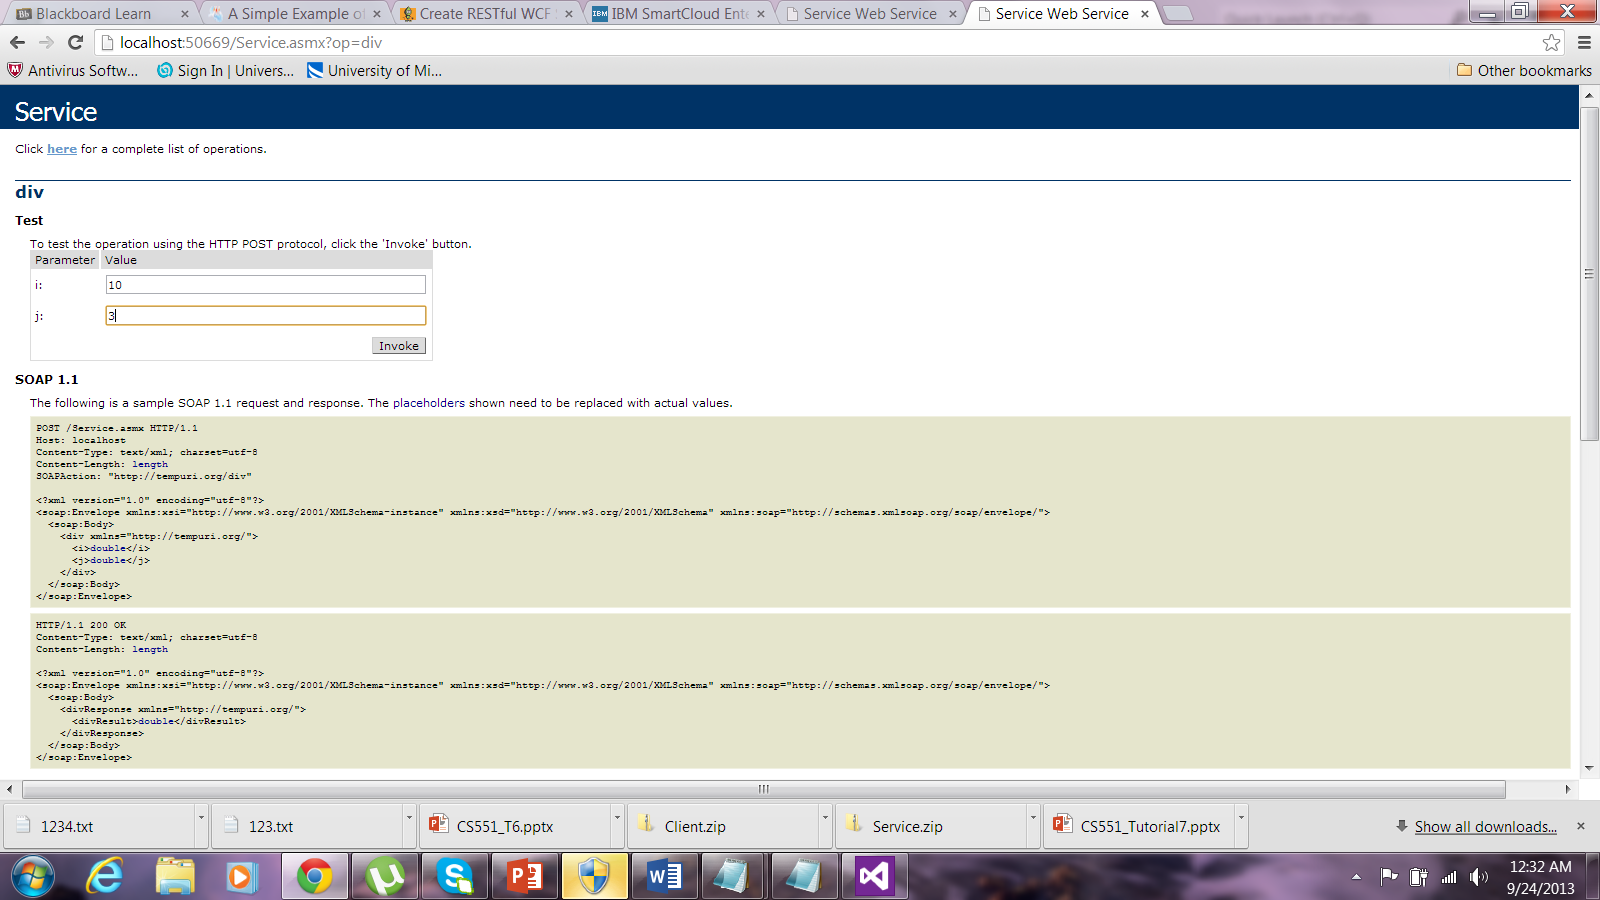 Blackboard Learn
A Simple Example of
Create RESTful WCF
IBM SmartCloud Ente
Service Web Service
Service Web Service
localhost:50669/Service.asmx?op=div
Antivirus Softw...
Sign In | Univers...
University of Mi...
Other bookmarks
Service
Click here for a complete list of operations.
div
Test
To test the operation using the HTTP POST protocol, click the 'Invoke' button.
Parameter Value
i: 10
j: 3
Invoke
SOAP 1.1
The following is a sample SOAP 1.1 request and response. The placeholders shown need to be replaced with actual values.
POST /Service.asmx HTTP/1.1
Host: localhost
Content-Type: text/xml; charset=utf-8
Content-Length: length
SOAPAction: "http://tempuri.org/div"
<?xml version="1.0" encoding="utf-8"?>
<soap:Envelope xmlns:xsi="http://www.w3.org/2001/XMLSchema-instance" xmlns:xsd="http://www.w3.org/2001/XMLSchema" xmlns:soap="http://schemas.xmlsoap.org/soap/envelope/">
<soap:Body>
<div xmlns="http://tempuri.org/">
<i>double</i>
<j>double</j>
</div>
</soap:Body>
</soap:Envelope>
HTTP/1.1 200 OK
Content-Type: text/xml; charset=utf-8
Content-Length: length
<?xml version="1.0" encoding="utf-8"?>
<soap:Envelope xmlns:xsi="http://www.w3.org/2001/XMLSchema-instance" xmlns:xsd="http://www.w3.org/2001/XMLSchema" xmlns:soap="http://schemas.xmlsoap.org/soap/envelope/">
<soap:Body>
<divResponse xmlns="http://tempuri.org/">
<divResult>double</divResult>
</divResponse>
</soap:Body>
</soap:Envelope>
1234.txt
123.txt
CS551_T6.pptx
Client.zip
Service.zip
CS551_Tutorial7.pptx
Show all downloads...
12:32 AM
9/24/2013